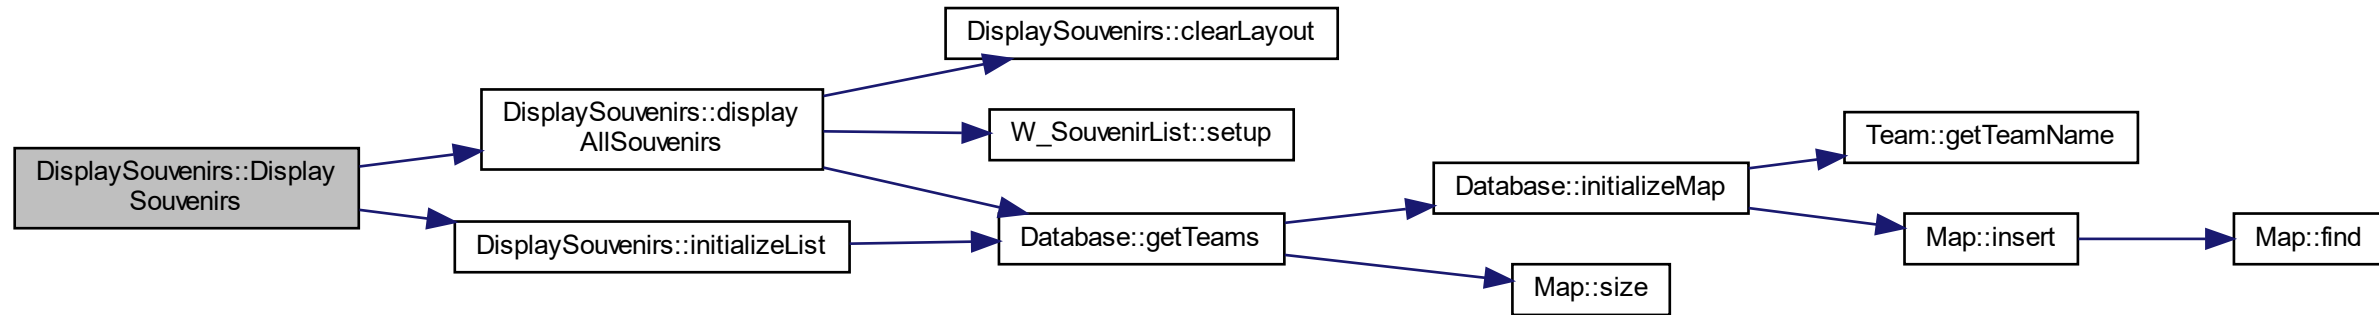 DisplaySouvenirs::Display
Souvenirs
DisplaySouvenirs::display
AllSouvenirs
DisplaySouvenirs::initializeList
DisplaySouvenirs::clearLayout
W_SouvenirList::setup
Database::getTeams
Database::initializeMap
Map::size
Team::getTeamName
Map::insert
Map::find